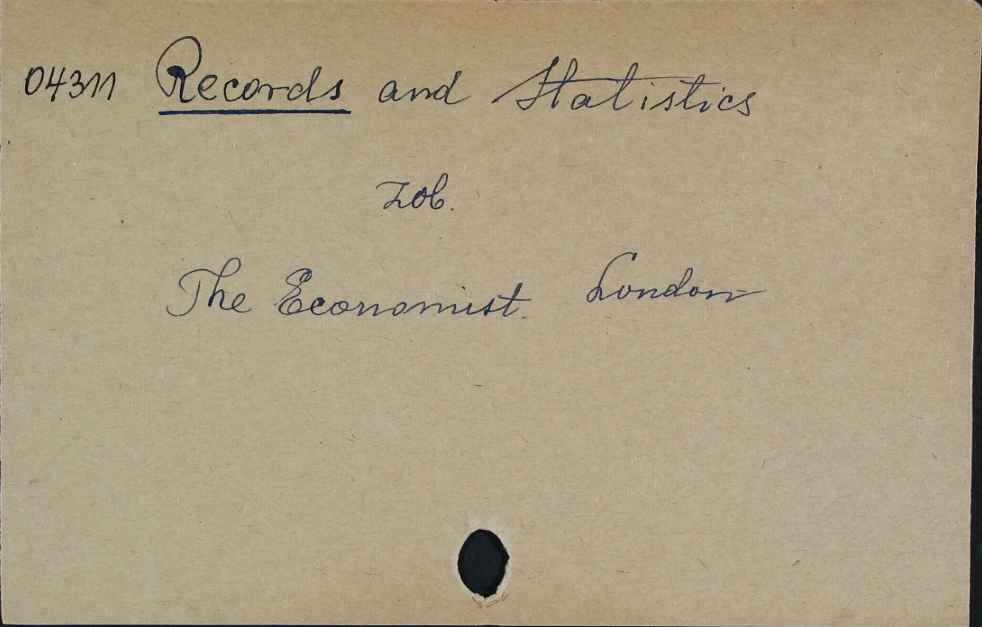 04311 Records and Statistics
zob.
The Economist. London